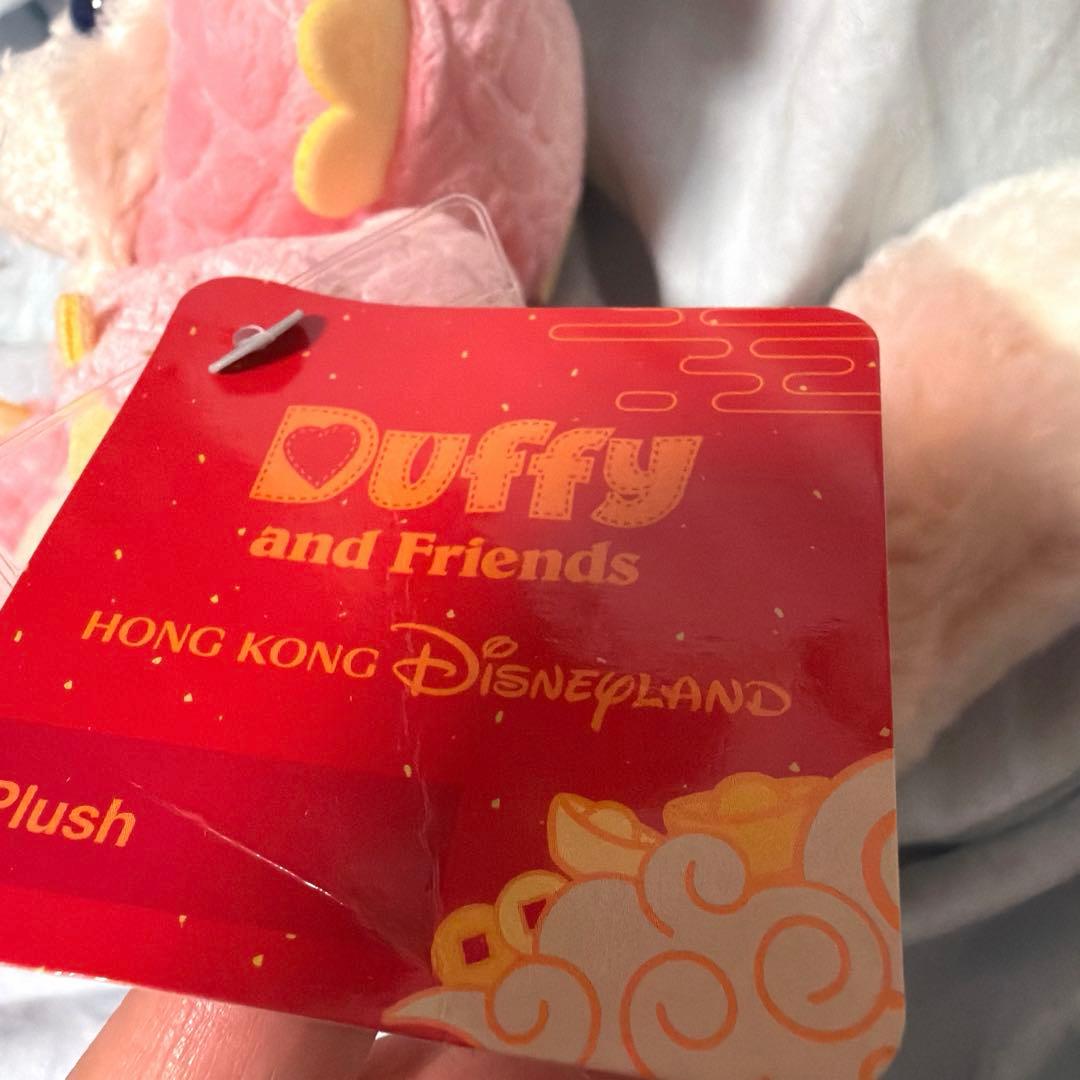 Duffy
and Friends
HONG KONG DISNEYLAND
Plush